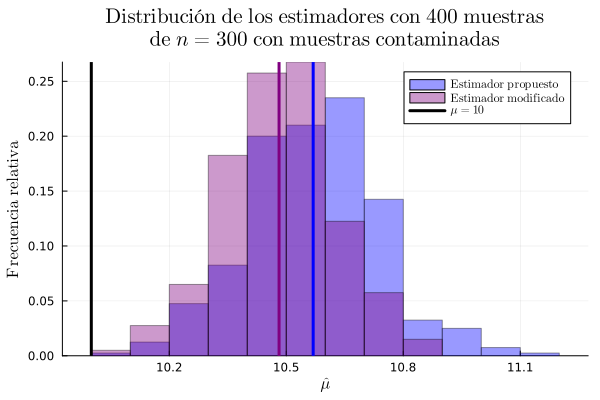 Distribución de los estimadores con 400 muestras
de n = 300 con muestras contaminadas
Estimador propuesto
Estimador modificado
μ = 10
Frecuencia relativa
0.25
0.20
0.15
0.10
0.05
0.00
10.2
10.5
10.8
11.1
μ̂